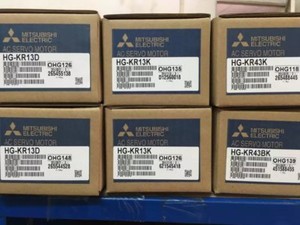 MITSUBISHI
ELECTRIC
AC SERVO MOTOR
HG-KR13D
OHG126
MITSUBISHI
ELECTRIC
AC SERVO MOTOR
HG-KR13K
OHG135
MITSUBISHI
ELECTRIC
AC SERVO MOTOR
HG-KR43K
OHG118
MITSUBISHI
ELECTRIC
AC SERVO MOTOR
HG-KR13D
OHG148
MITSUBISHI
ELECTRIC
AC SERVO MOTOR
HG-KR13K
OHG126
MITSUBISHI
ELECTRIC
AC SERVO MOTOR
HG-KR43BK
OHG139